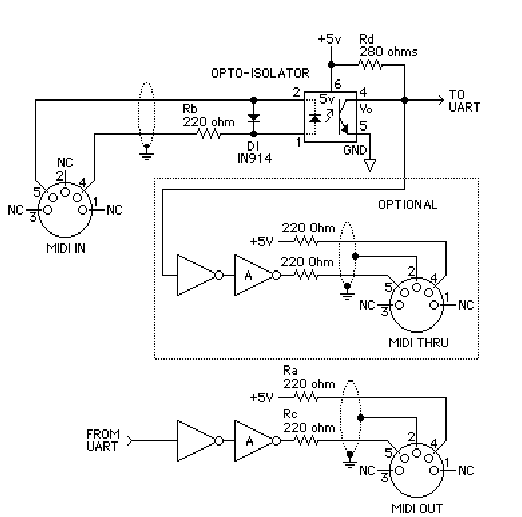 +5v
Rd
280 ohms
OPTO-ISOLATOR
6
2
5v
4
TO
UART
Vo
Rb
220 ohm
5
1
DI
IN914
GND
NC
2
5
4
NC
3
1
NC
MIDI IN
OPTIONAL
220 Ohm
+5V
220 Ohm
A
2
5
4
NC
3
1
NC
MIDI THRU
Ra
220 ohm
+5V
Rc
220 ohm
FROM
UART
A
2
5
4
NC
3
1
NC
MIDI OUT